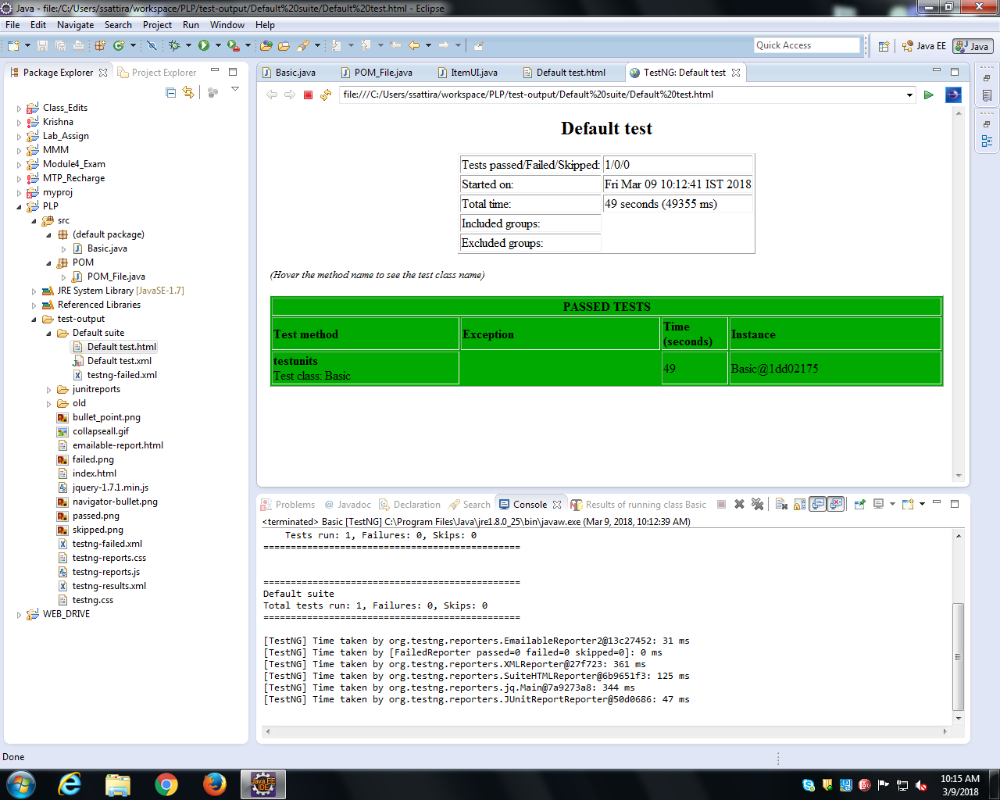 Java - file:/C:/Users/ssattira/workspace/PLP/test-output/Default%20suite/Default%20test.html - Eclipse
File Edit Navigate Search Project Run Window Help
Quick Access
Java EE
Java
Package Explorer
Project Explorer
Class_Edits
Krishna
Lab_Assign
MMM
Module4_Exam
MTP_Recharge
myproj
PLP
src
(default package)
Basic.java
POM
POM_File.java
JRE System Library [JavaSE-1.7]
Referenced Libraries
test-output
Default suite
Default test.html
Default test.xml
testng-failed.xml
junitreports
old
bullet_point.png
collapseall.gif
emailable-report.html
failed.png
index.html
jquery-1.7.1.min.js
navigator-bullet.png
passed.png
skipped.png
testng-failed.xml
testng-reports.css
testng-reports.js
testng-results.xml
testng.css
WEB_DRIVE
Basic.java POM_File.java ItemUI.java Default test.html TestNG: Default test
file:///C:/Users/ssattira/workspace/PLP/test-output/Default%20suite/Default%20test.html
Default test
Tests passed/Failed/Skipped: 1/0/0
Started on: Fri Mar 09 10:12:41 IST 2018
Total time: 49 seconds (49355 ms)
Included groups:
Excluded groups:
(Hover the method name to see the test class name)
PASSED TESTS
Test method Exception Time (seconds) Instance
testunits
Test class: Basic
49 Basic@1dd02175
Problems @ Javadoc Declaration Search Console Results of running class Basic
<terminated> Basic [TestNG] C:\Program Files\Java\jre1.8.0_25\bin\javaw.exe (Mar 9, 2018, 10:12:39 AM)
Tests run: 1, Failures: 0, Skips: 0
===============================================
===============================================
Default suite
Total tests run: 1, Failures: 0, Skips: 0
===============================================
[TestNG] Time taken by org.testng.reporters.EmailableReporter2@13c27452: 31 ms
[TestNG] Time taken by [FailedReporter passed=0 failed=0 skipped=0]: 0 ms
[TestNG] Time taken by org.testng.reporters.XMLReporter@27f723: 361 ms
[TestNG] Time taken by org.testng.reporters.SuiteHTMLReporter@6b9651f3: 125 ms
[TestNG] Time taken by org.testng.reporters.jq.Main@7a9273a8: 344 ms
[TestNG] Time taken by org.testng.reporters.JUnitReportReporter@50d0686: 47 ms
Done
Java EE
IDE
10:15 AM
3/9/2018